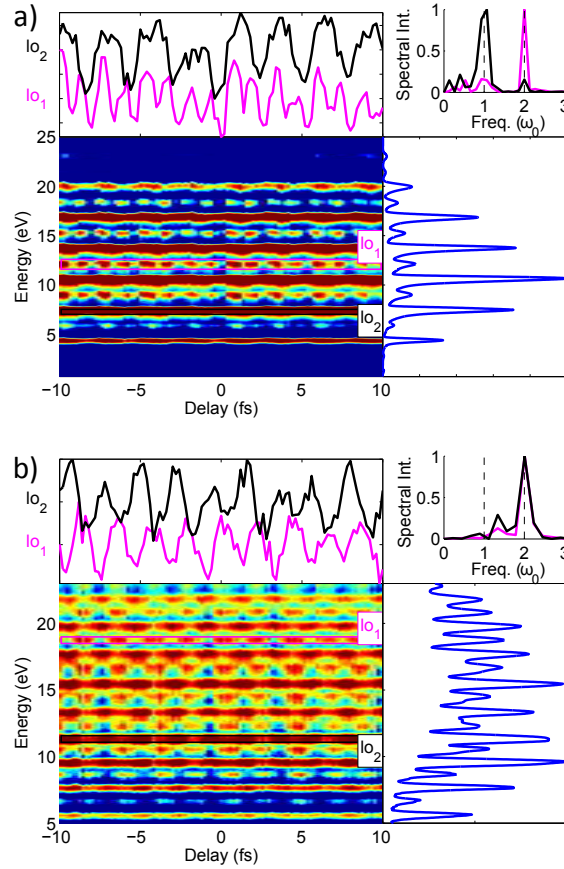 a)
Io2
Io1
Spectral Int.
1
0.5
0
0 1 2 3
Freq. (ω0)
Energy (eV)
25
20
15
10
5
Io1
Io2
−10 −5 0 5 10
Delay (fs)
b)
Io2
Io1
Spectral Int.
1
0.5
0
0 1 2 3
Freq. (ω0)
Energy (eV)
20
15
10
5
Io1
Io2
−10 −5 0 5 10
Delay (fs)